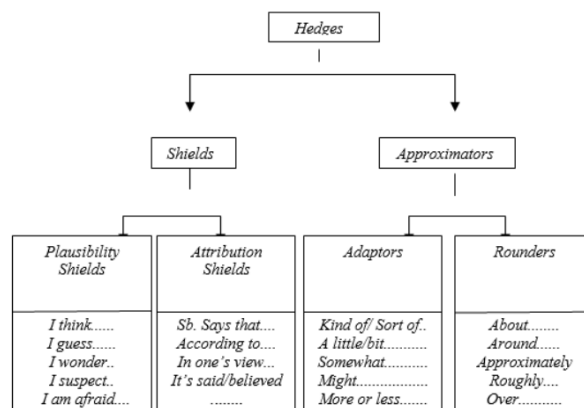 Hedges
Shields
Approximators
Plausibility
Shields
I think......
I guess......
I wonder..
I suspect..
I am afraid....
Attribution
Shields
Sb. Says that....
According to....
In one's view...
It's said/believed
........
Adaptors
Kind of/ Sort of..
A little/bit...........
Somewhat...........
Might.................
More or less........
Rounders
About........
Around........
Approximately
Roughly......
Over...........